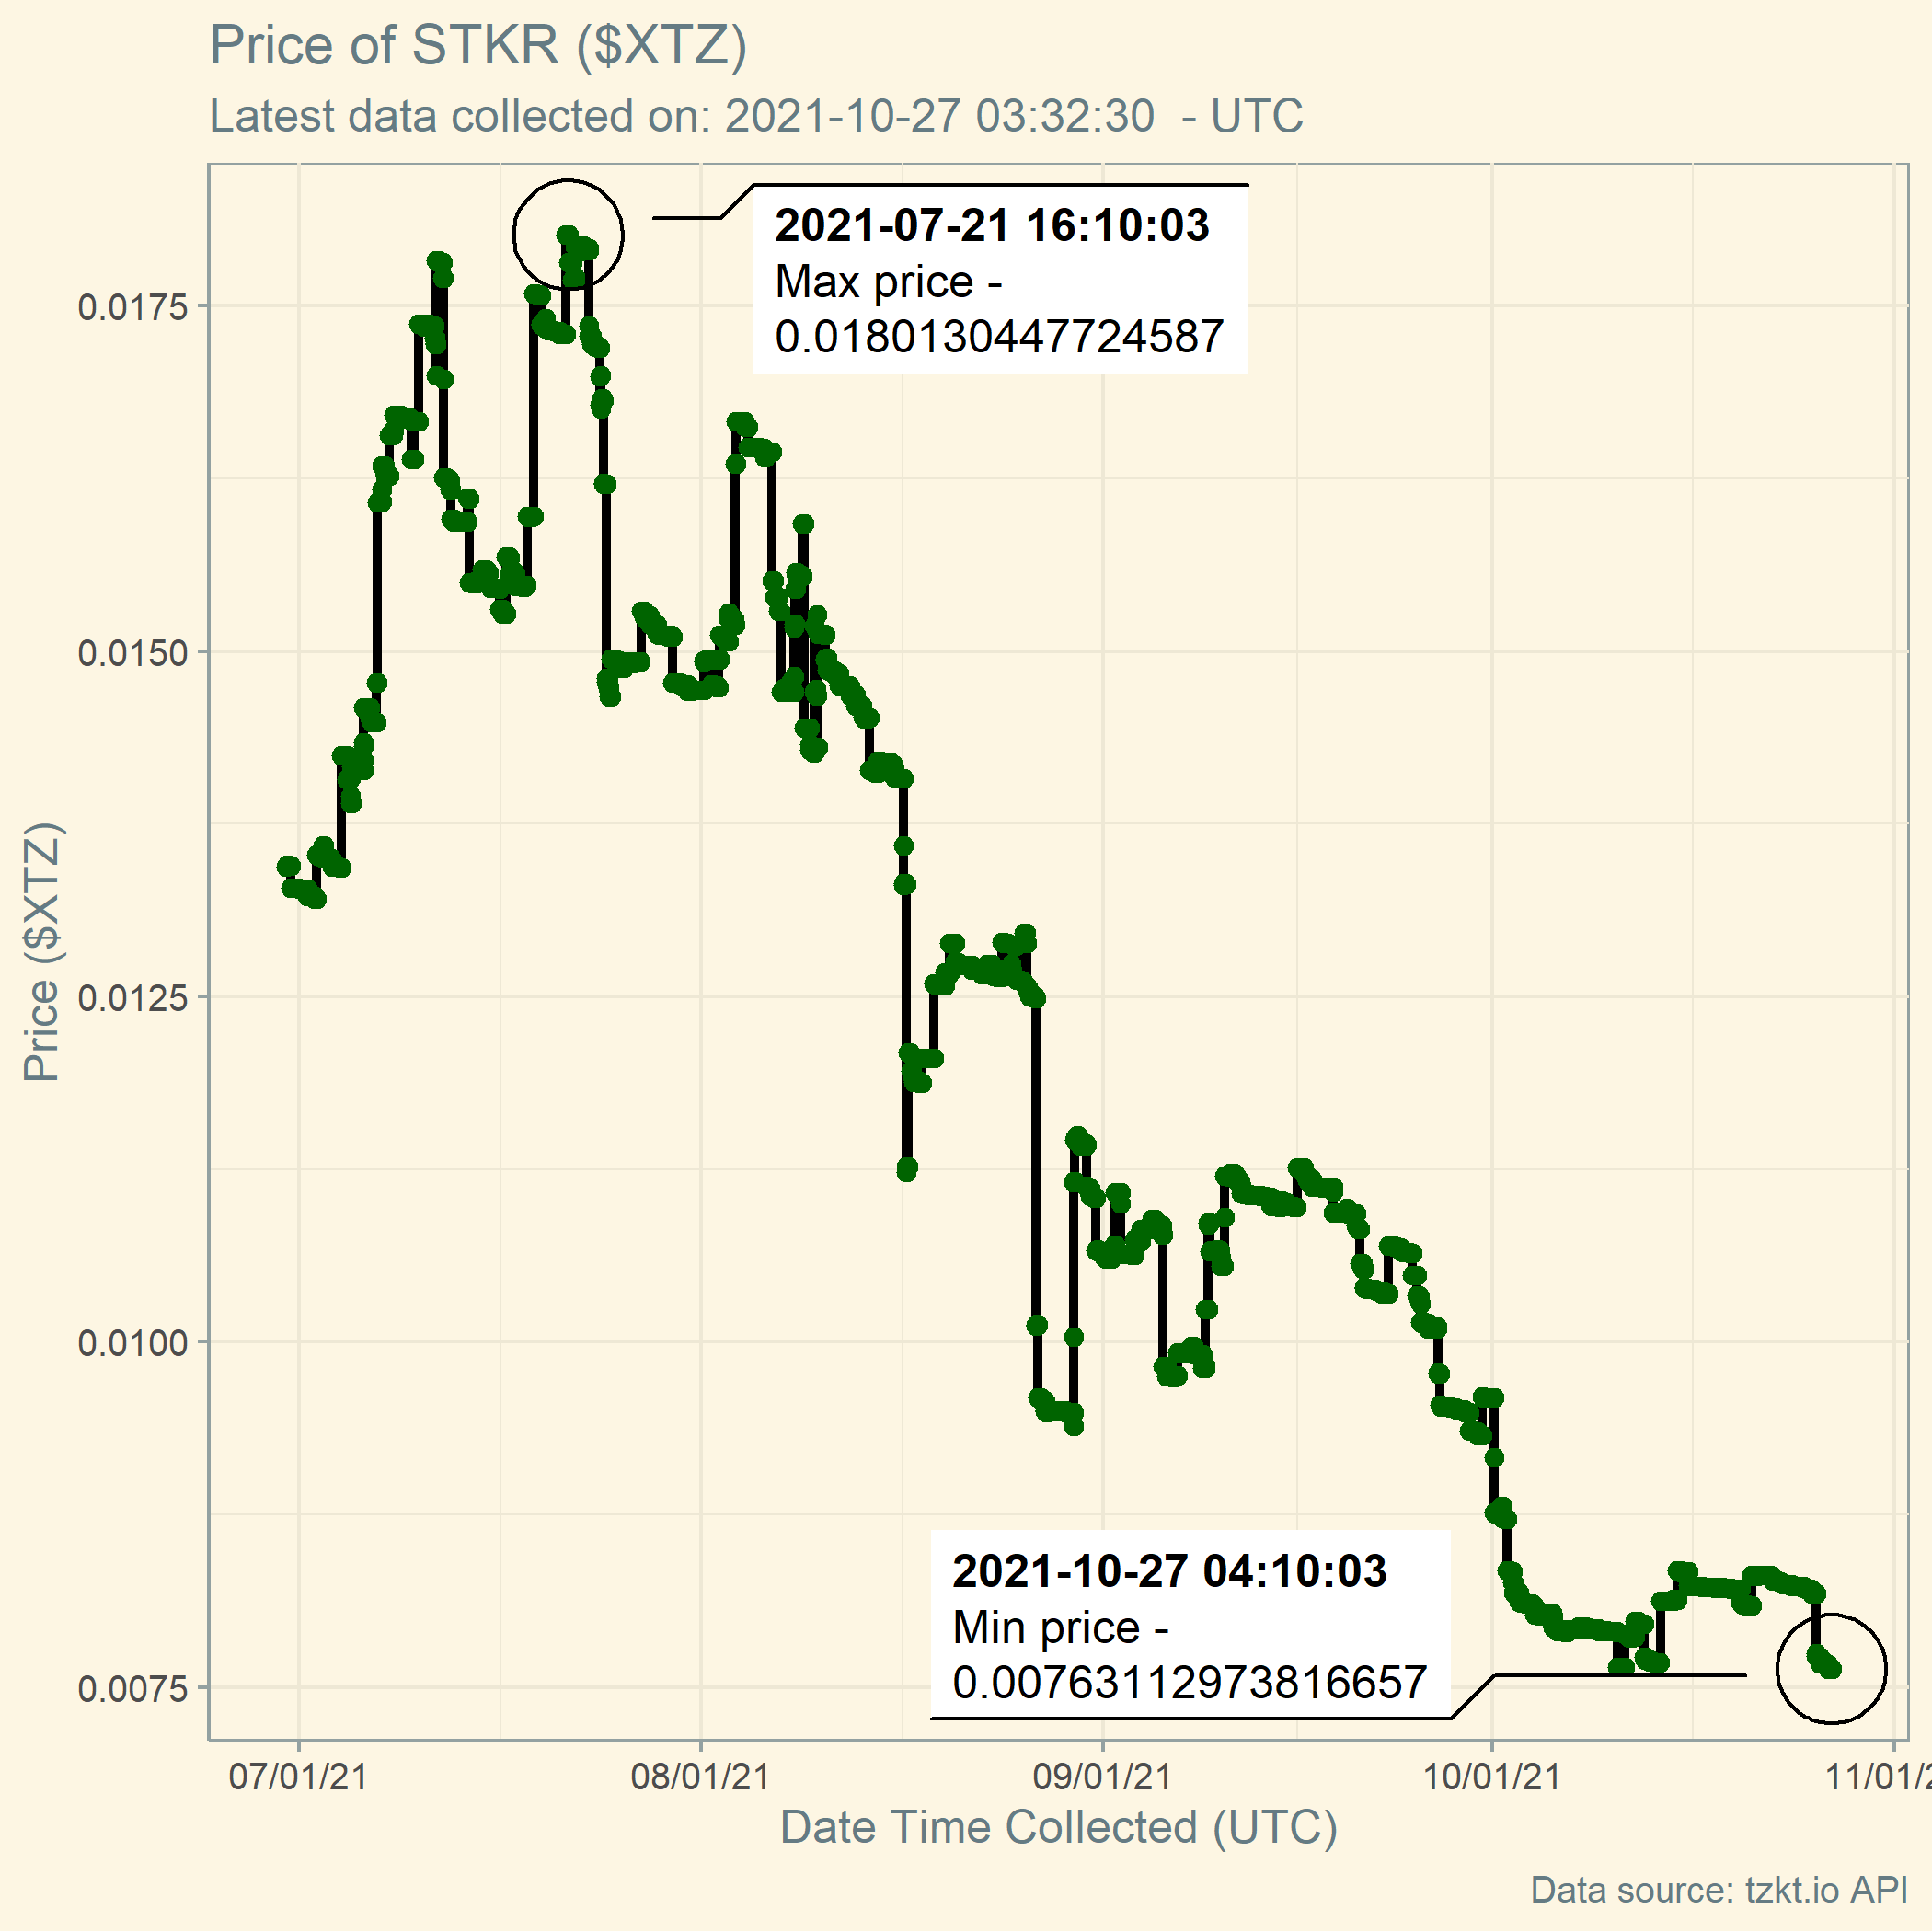 Price of STKR ($XTZ)
Latest data collected on: 2021-10-27 03:32:30  - UTC
2021-07-21 16:10:03
Max price -
0.0180130447724587
0.0175
0.0150
0.0125
0.0100
0.0075
Price ($XTZ)
2021-10-27 04:10:03
Min price -
0.00763112973816657
07/01/21
08/01/21
09/01/21
10/01/21
11/01/2
Date Time Collected (UTC)
Data source: tzkt.io API